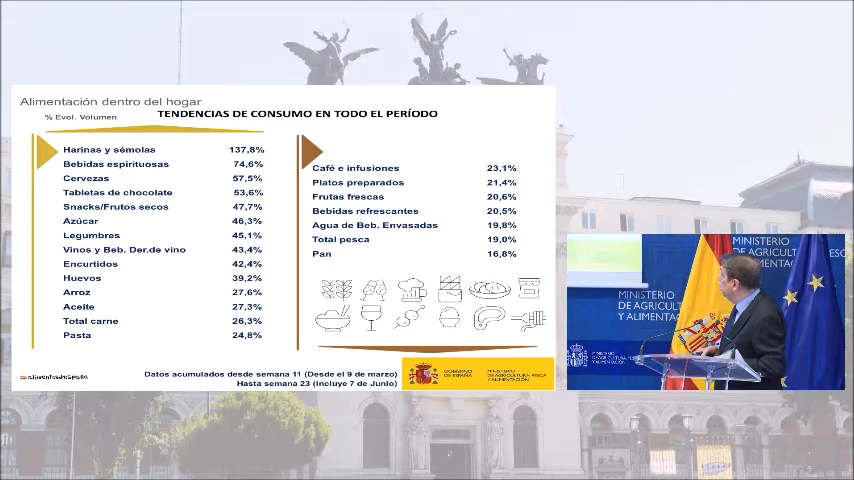 Alimentación dentro del hogar
% Evol. Volumen
TENDENCIAS DE CONSUMO EN TODO EL PERÍODO
Harinas y sémolas 137,8%
Bebidas espirituosas 74,6%
Cervezas 57,5%
Tabletas de chocolate 53,6%
Snacks/Frutos secos 47,7%
Azúcar 46,3%
Legumbres 45,1%
Vinos y Beb. Der.de vino 43,4%
Encurtidos 42,4%
Huevos 39,2%
Arroz 27,6%
Aceite 27,3%
Total carne 26,3%
Pasta 24,8%
Café e infusiones 23,1%
Platos preparados 21,4%
Frutas frescas 20,6%
Bebidas refrescantes 20,5%
Agua de Beb. Envasadas 19,8%
Total pesca 19,0%
Pan 16,8%
Datos acumulados desde semana 11 (Desde el 9 de marzo)
Hasta semana 23 (incluye 7 de Junio)
GOBIERNO
DE ESPAÑA
MINISTERIO
DE AGRICULTURA, PESCA
Y ALIMENTACIÓN
MINISTERIO
DE AGRICULT
ALIMENTAC
MINISTERIO
DE AGRICULTU
Y ALIMENTA